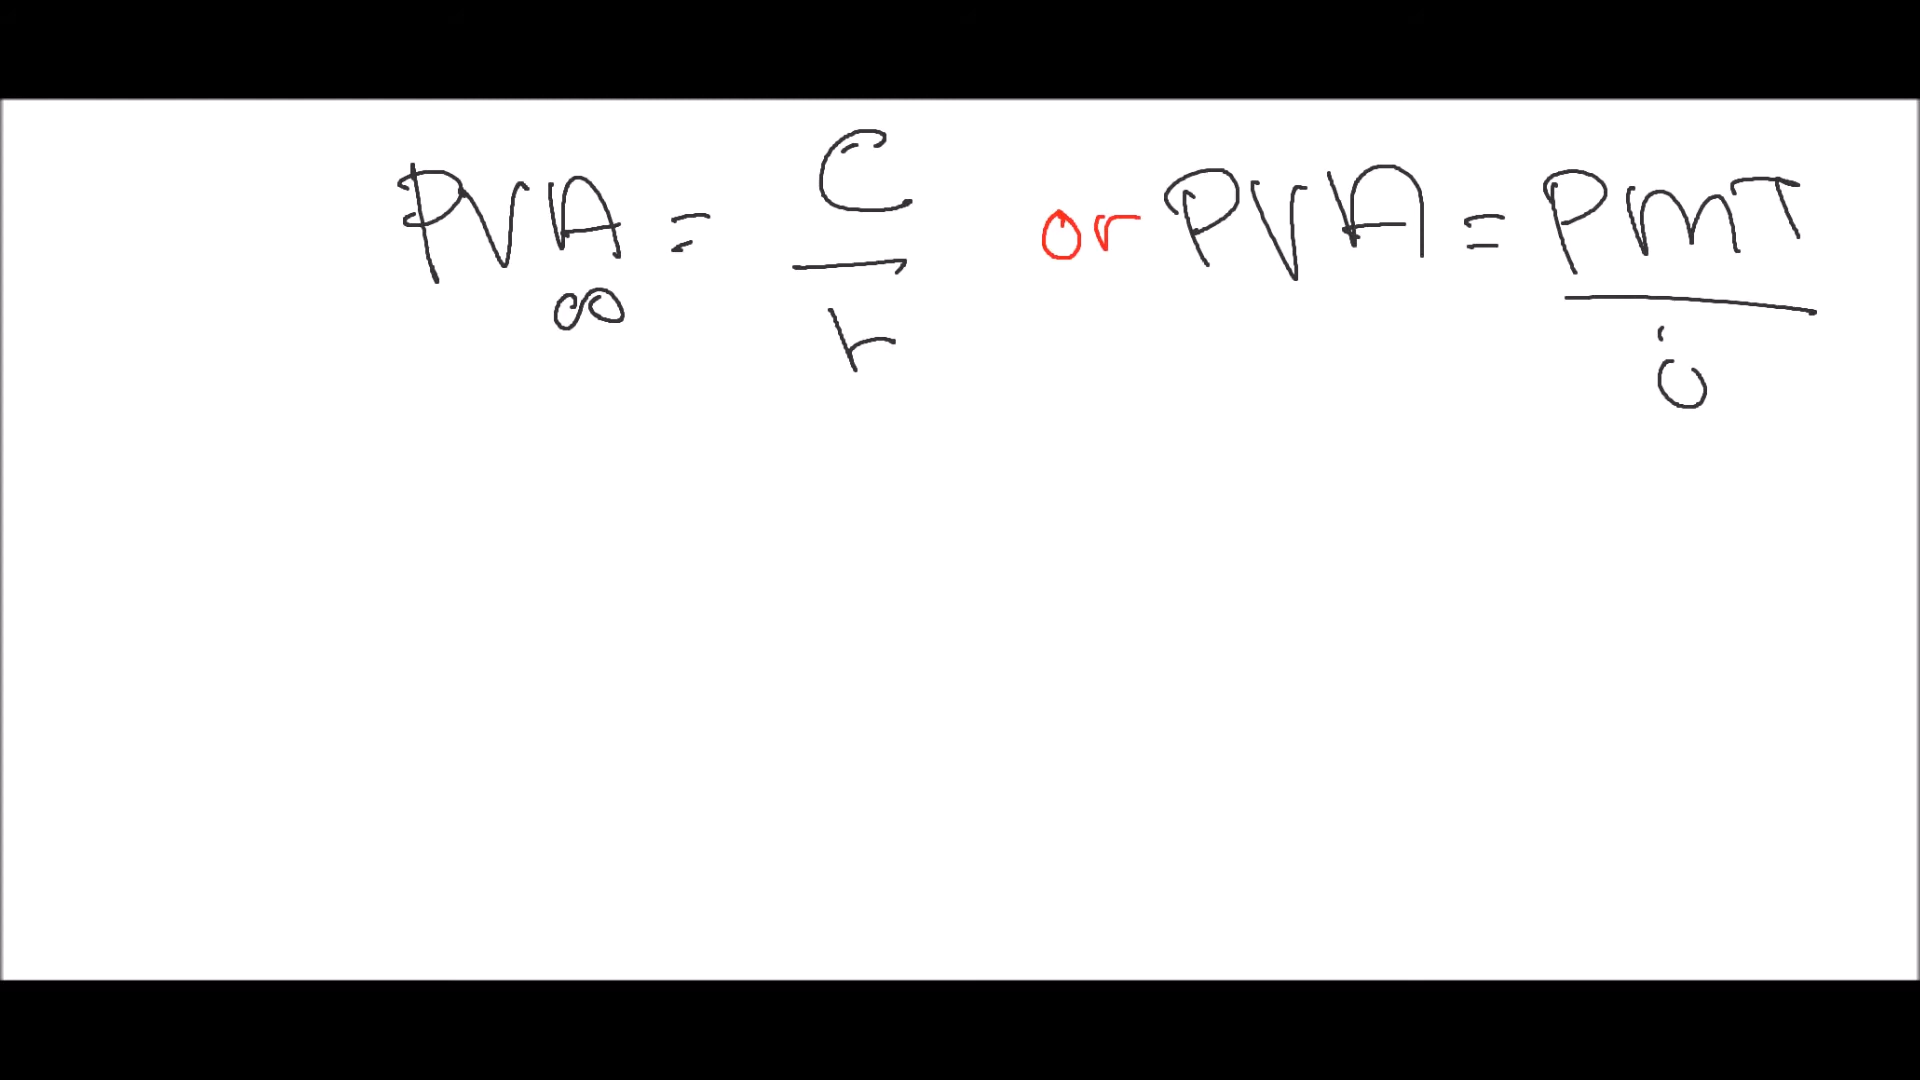 PVA∞ = C/r or PVA = PMT/i